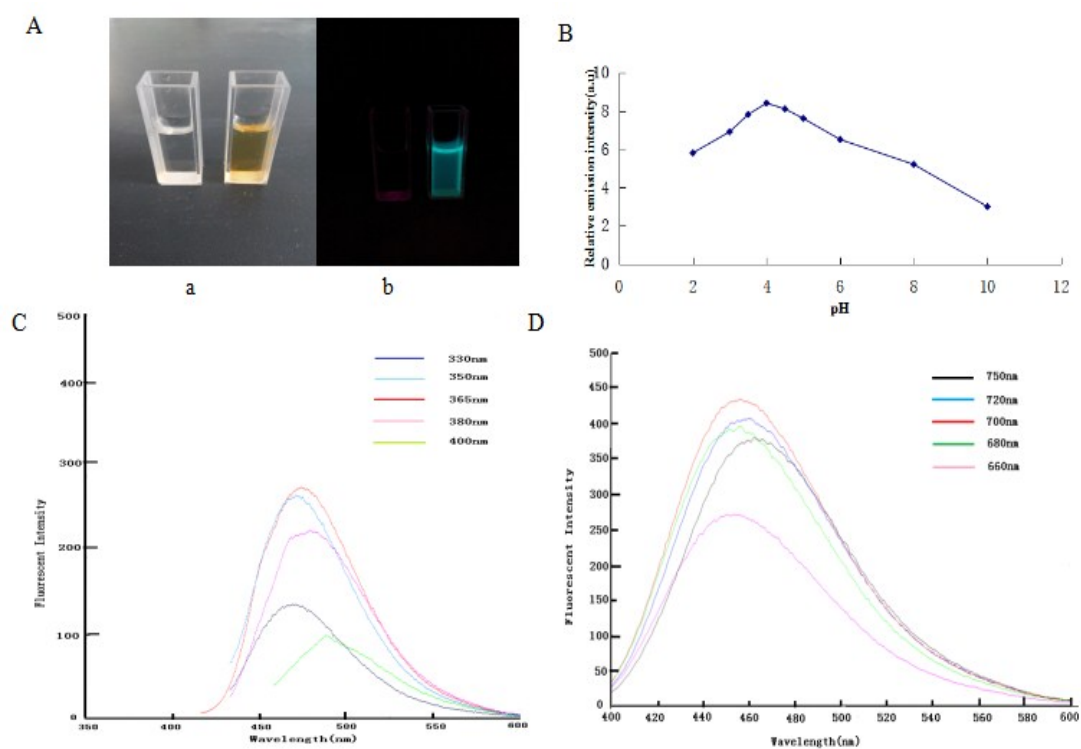 A
a
b
B
Relative emission intensity(a.u)
10
8
6
4
2
0
0 2 4 6 8 10 12
pH
C
500
400
300
200
100
0
Fluorescent Intensity
330nm
350nm
365nm
380nm
400nm
350 400 450 500 550 600
Wavelength(nm)
D
500
450
400
350
300
250
200
150
100
50
0
Fluorescent Intensity
750nm
720nm
700nm
680nm
660nm
400 420 440 460 480 500 520 540 560 580 600
Wavelength(nm)